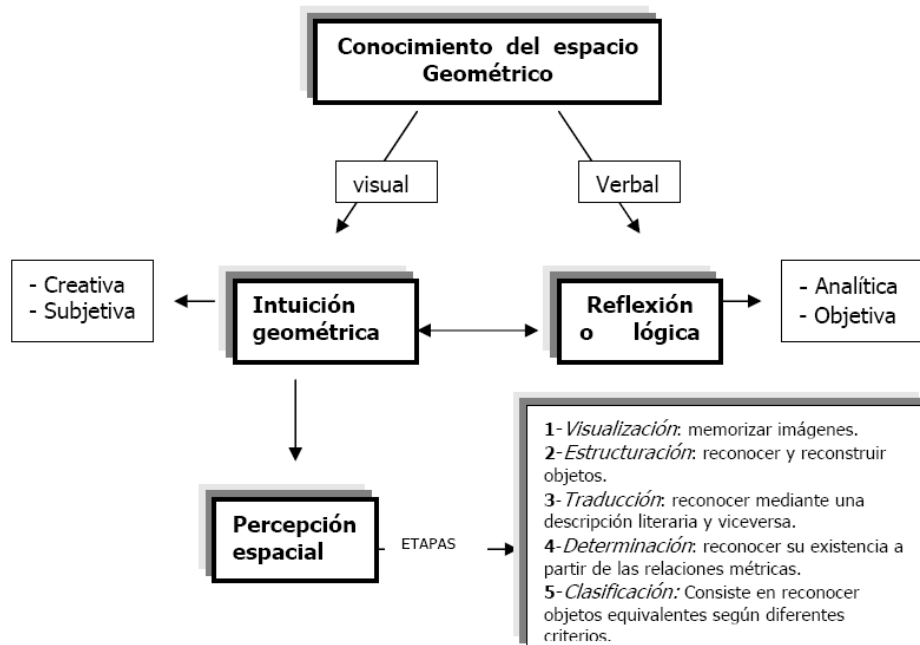 Conocimiento del espacio
Geométrico
visual
Verbal
- Creativa
- Subjetiva
Intuición
geométrica
Reflexión
o lógica
- Analítica
- Objetiva
Percepción
espacial
ETAPAS
1-Visualización: memorizar imágenes.
2-Estructuración: reconocer y reconstruir
objetos.
3-Traducción: reconocer mediante una
descripción literaria y viceversa.
4-Determinación: reconocer su existencia a
partir de las relaciones métricas.
5-Clasificación: Consiste en reconocer
objetos equivalentes según diferentes
criterios.